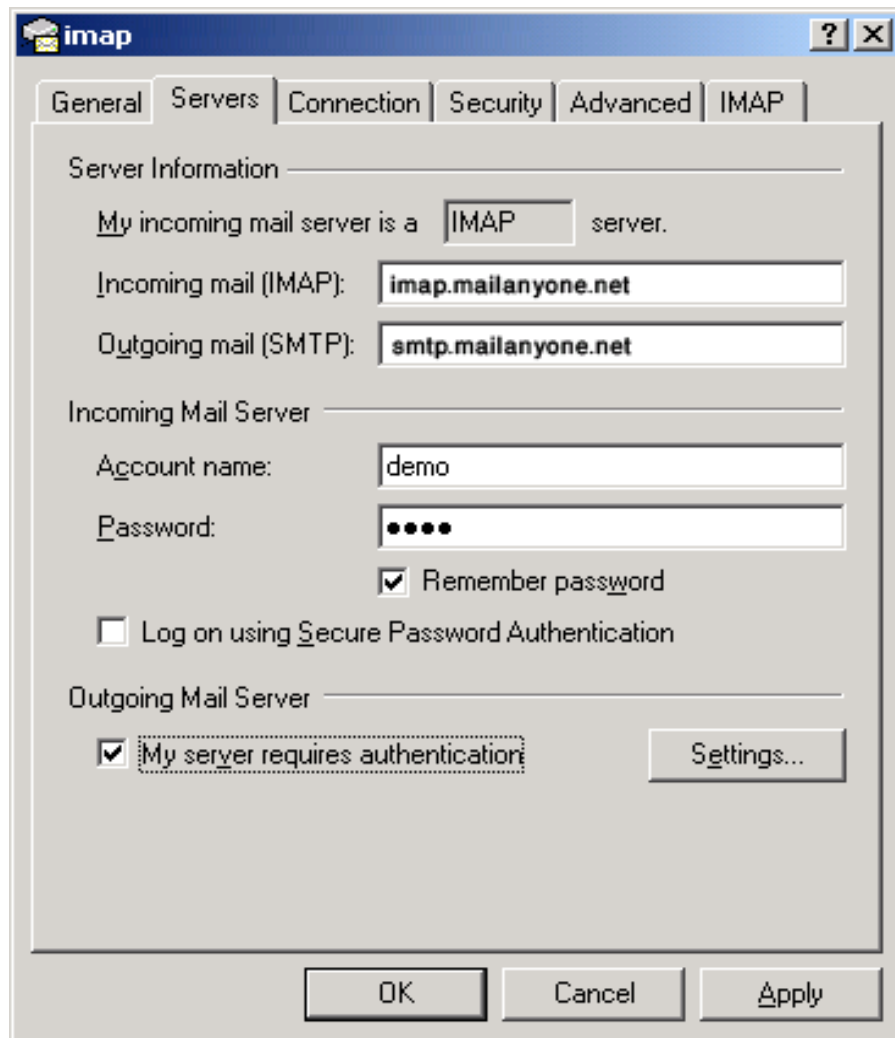 imap
General Servers Connection Security Advanced IMAP
Server Information
My incoming mail server is a IMAP server.
Incoming mail (IMAP): imap.mailanyone.net
Outgoing mail (SMTP): smtp.mailanyone.net
Incoming Mail Server
Account name: demo
Password: ●●●●
Remember password
Log on using Secure Password Authentication
Outgoing Mail Server
My server requires authentication Settings...
OK Cancel Apply